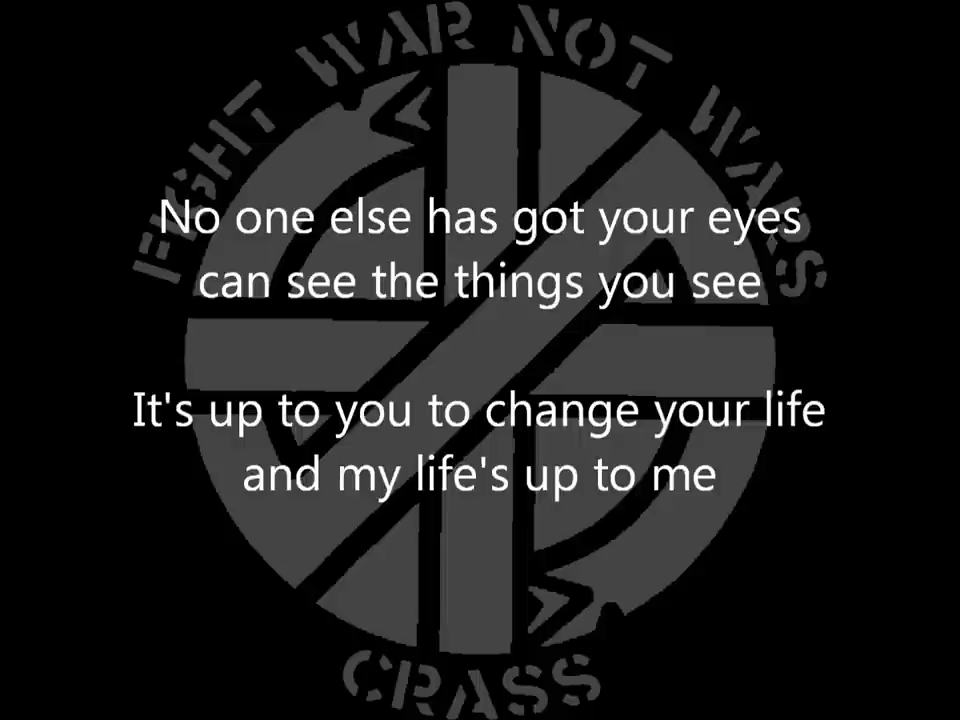 FIGHT WAR NOT WARS
No one else has got your eyes
can see the things you see
It's up to you to change your life
and my life's up to me
CRASS